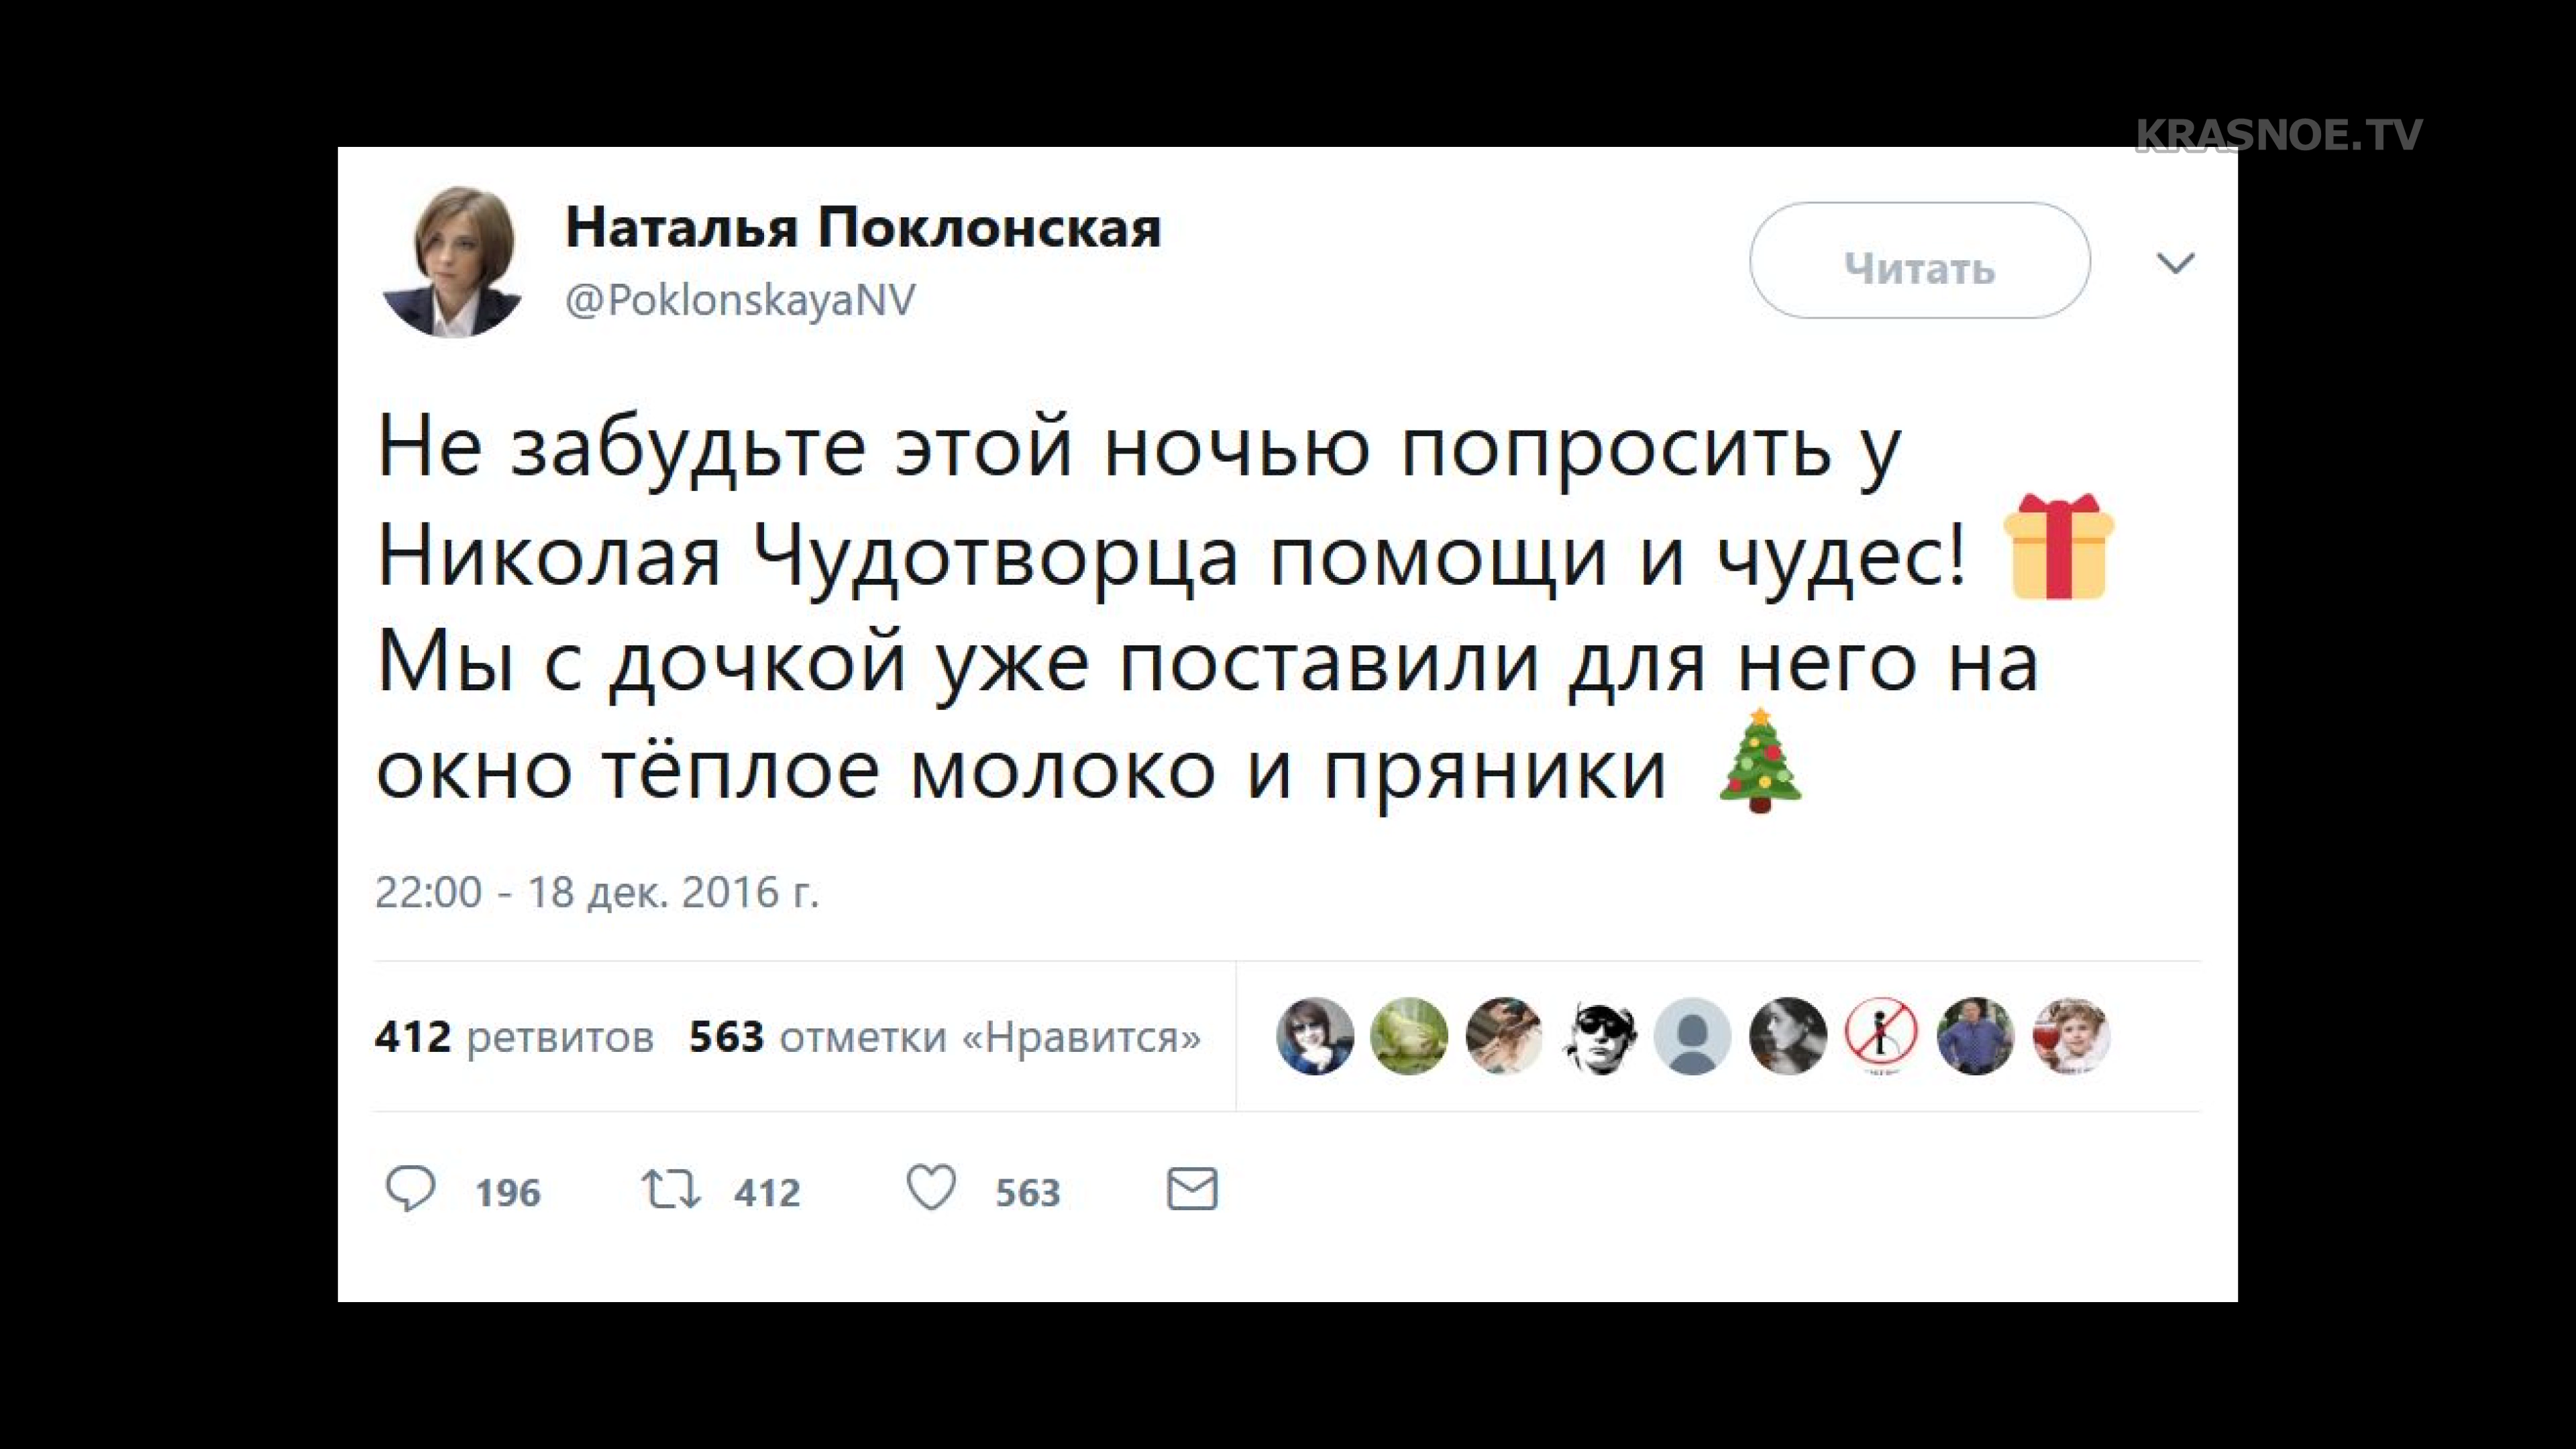 KRASNOE.TV
Наталья Поклонская
@PoklonskayaNV
Читать
Не забудьте этой ночью попросить у
Николая Чудотворца помощи и чудес!
Мы с дочкой уже поставили для него на
окно тёплое молоко и пряники
22:00 - 18 дек. 2016 г.
412 ретвитов 563 отметки «Нравится»
196 412 563